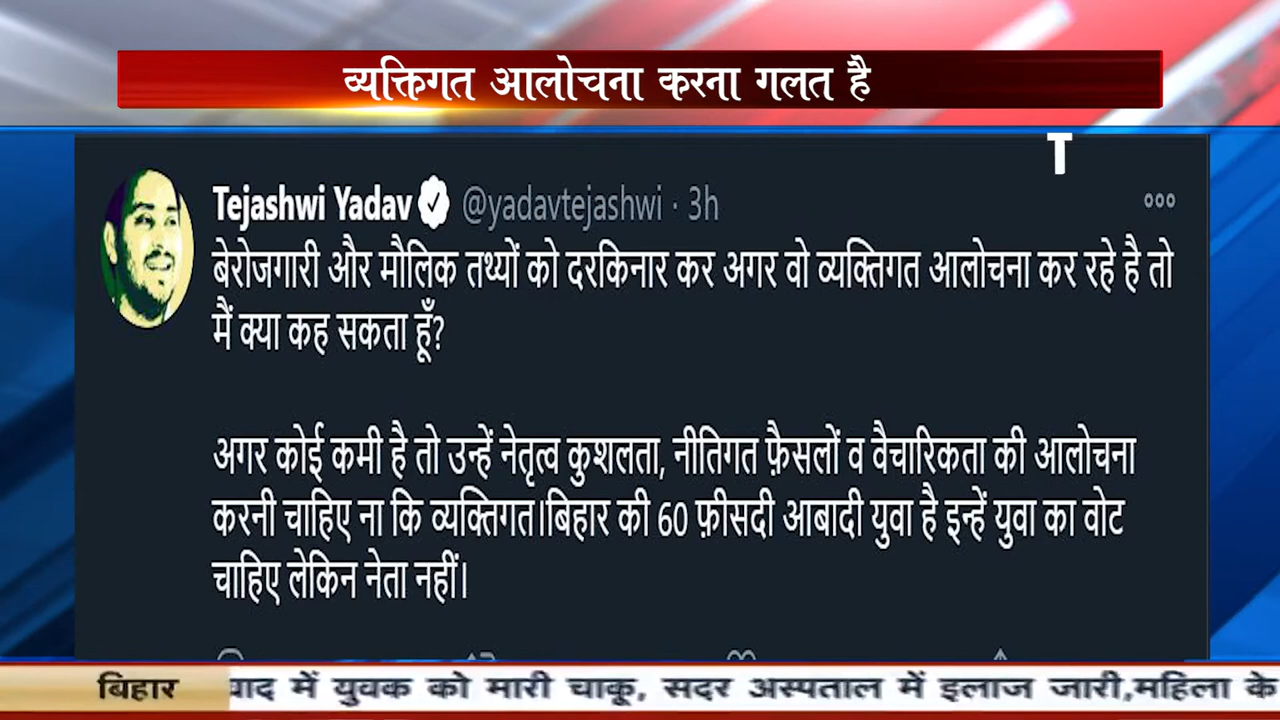 व्यक्तिगत आलोचना करना गलत है
T
Tejashwi Yadav @yadavtejashwi · 3h
बेरोजगारी और मौलिक तथ्यों को दरकिनार कर अगर वो व्यक्तिगत आलोचना कर रहे है तो
मैं क्या कह सकता हूँ?
अगर कोई कमी है तो उन्हें नेतृत्व कुशलता, नीतिगत फ़ैसलों व वैचारिकता की आलोचना
करनी चाहिए ना कि व्यक्तिगत।बिहार की 60 फ़ीसदी आबादी युवा है इन्हें युवा का वोट
चाहिए लेकिन नेता नहीं।
बिहार वाद में युवक को मारी चाकू, सदर अस्पताल में इलाज जारी,महिला के